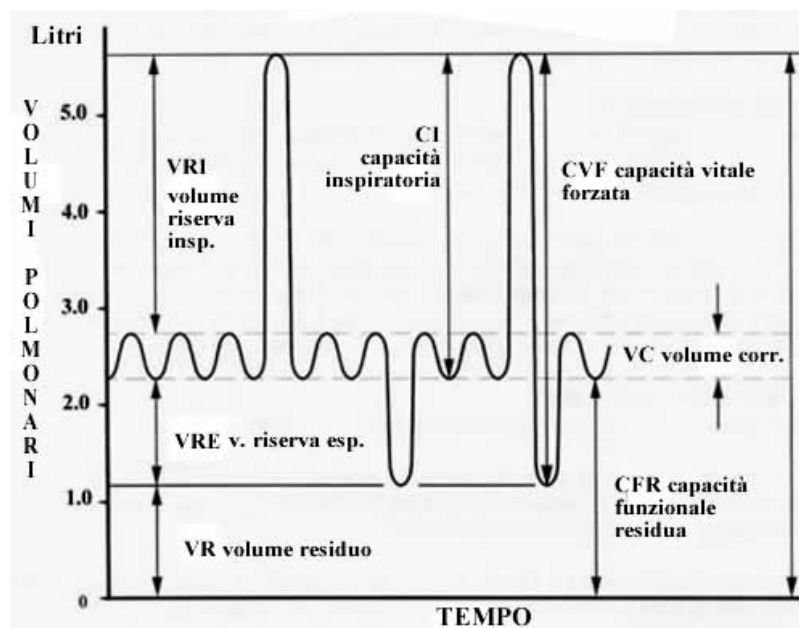 Litri
VOLUMI POLMONARI
5.0
4.0
3.0
2.0
1.0
0
VRI
volume
riserva
insp.
CI
capacità
inspiratoria
CVF capacità vitale
forzata
VC volume corr.
VRE v. riserva esp.
CFR capacità
funzionale
residua
VR volume residuo
TEMPO